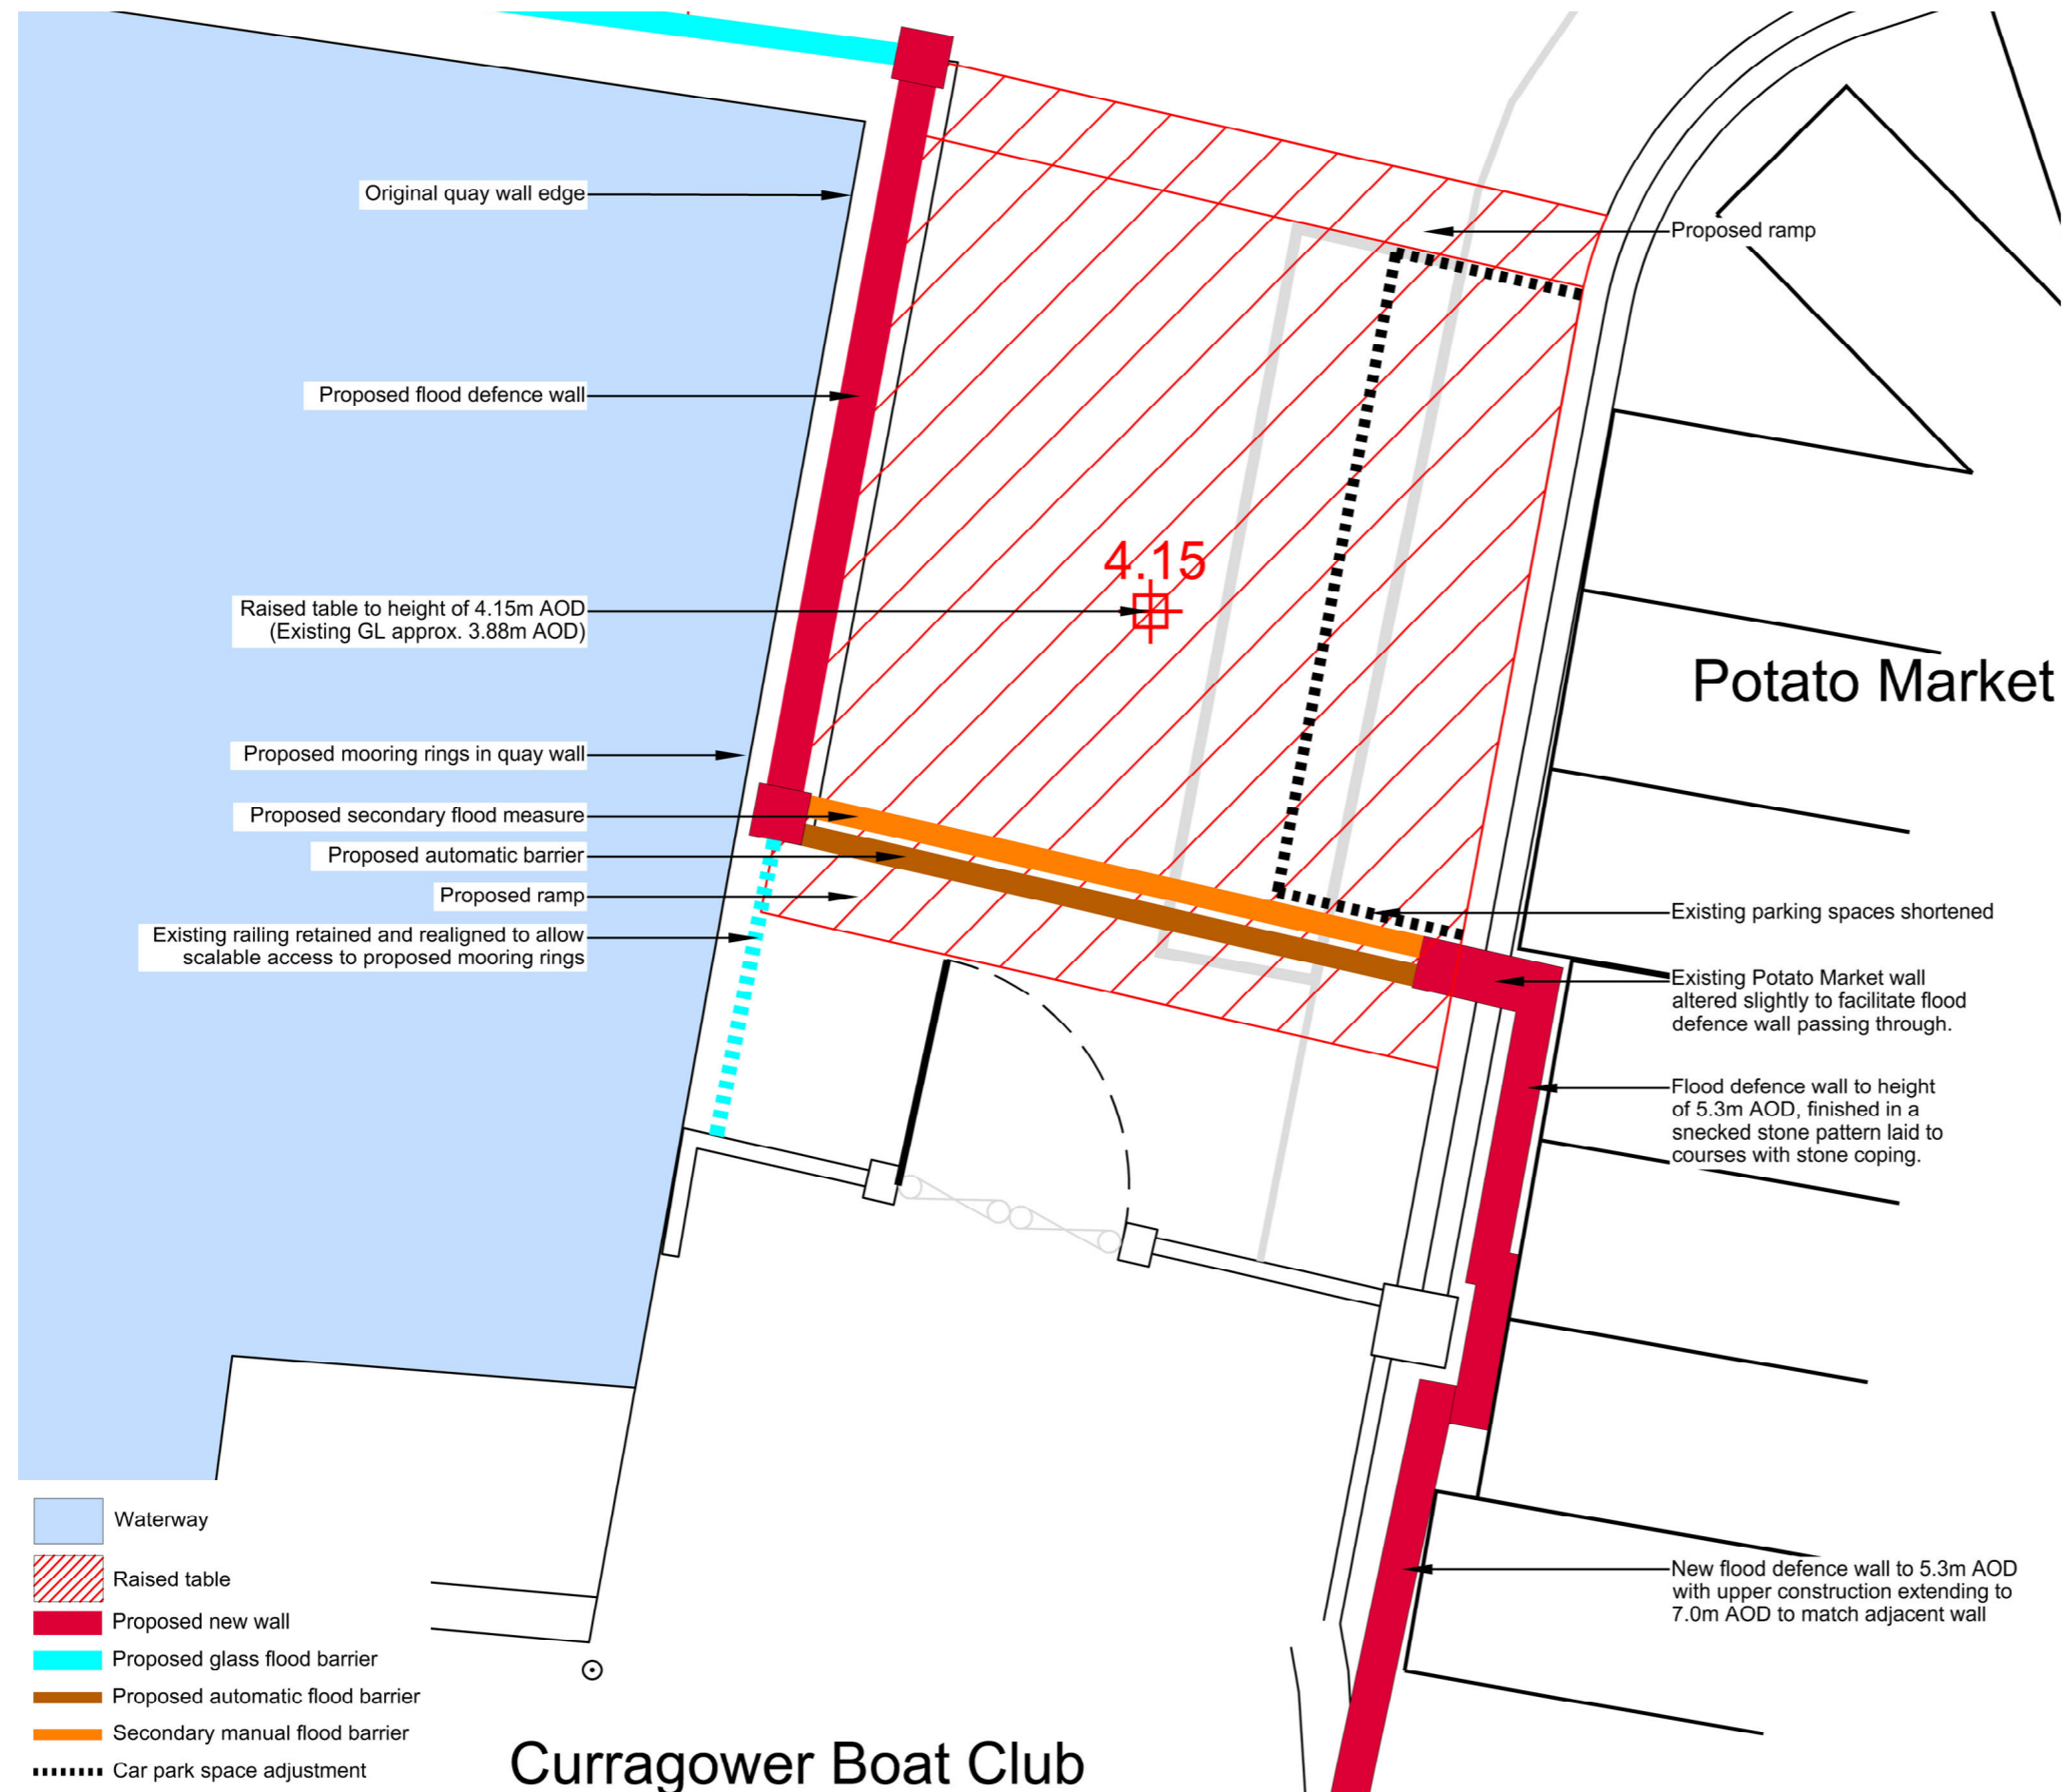 Original quay wall edge
Proposed ramp
Proposed flood defence wall
4.15
Raised table to height of 4.15m AOD
(Existing GL approx. 3.88m AOD)
Potato Market
Proposed mooring rings in quay wall
Proposed secondary flood measure
Proposed automatic barrier
Proposed ramp
Existing railing retained and realigned to allow
scalable access to proposed mooring rings
Existing parking spaces shortened
Existing Potato Market wall
altered slightly to facilitate flood
defence wall passing through.
Flood defence wall to height
of 5.3m AOD, finished in a
snecked stone pattern laid to
courses with stone coping.
New flood defence wall to 5.3m AOD
with upper construction extending to
7.0m AOD to match adjacent wall
Waterway
Raised table
Proposed new wall
Proposed glass flood barrier
Proposed automatic flood barrier
Secondary manual flood barrier
Car park space adjustment
Curragower Boat Club